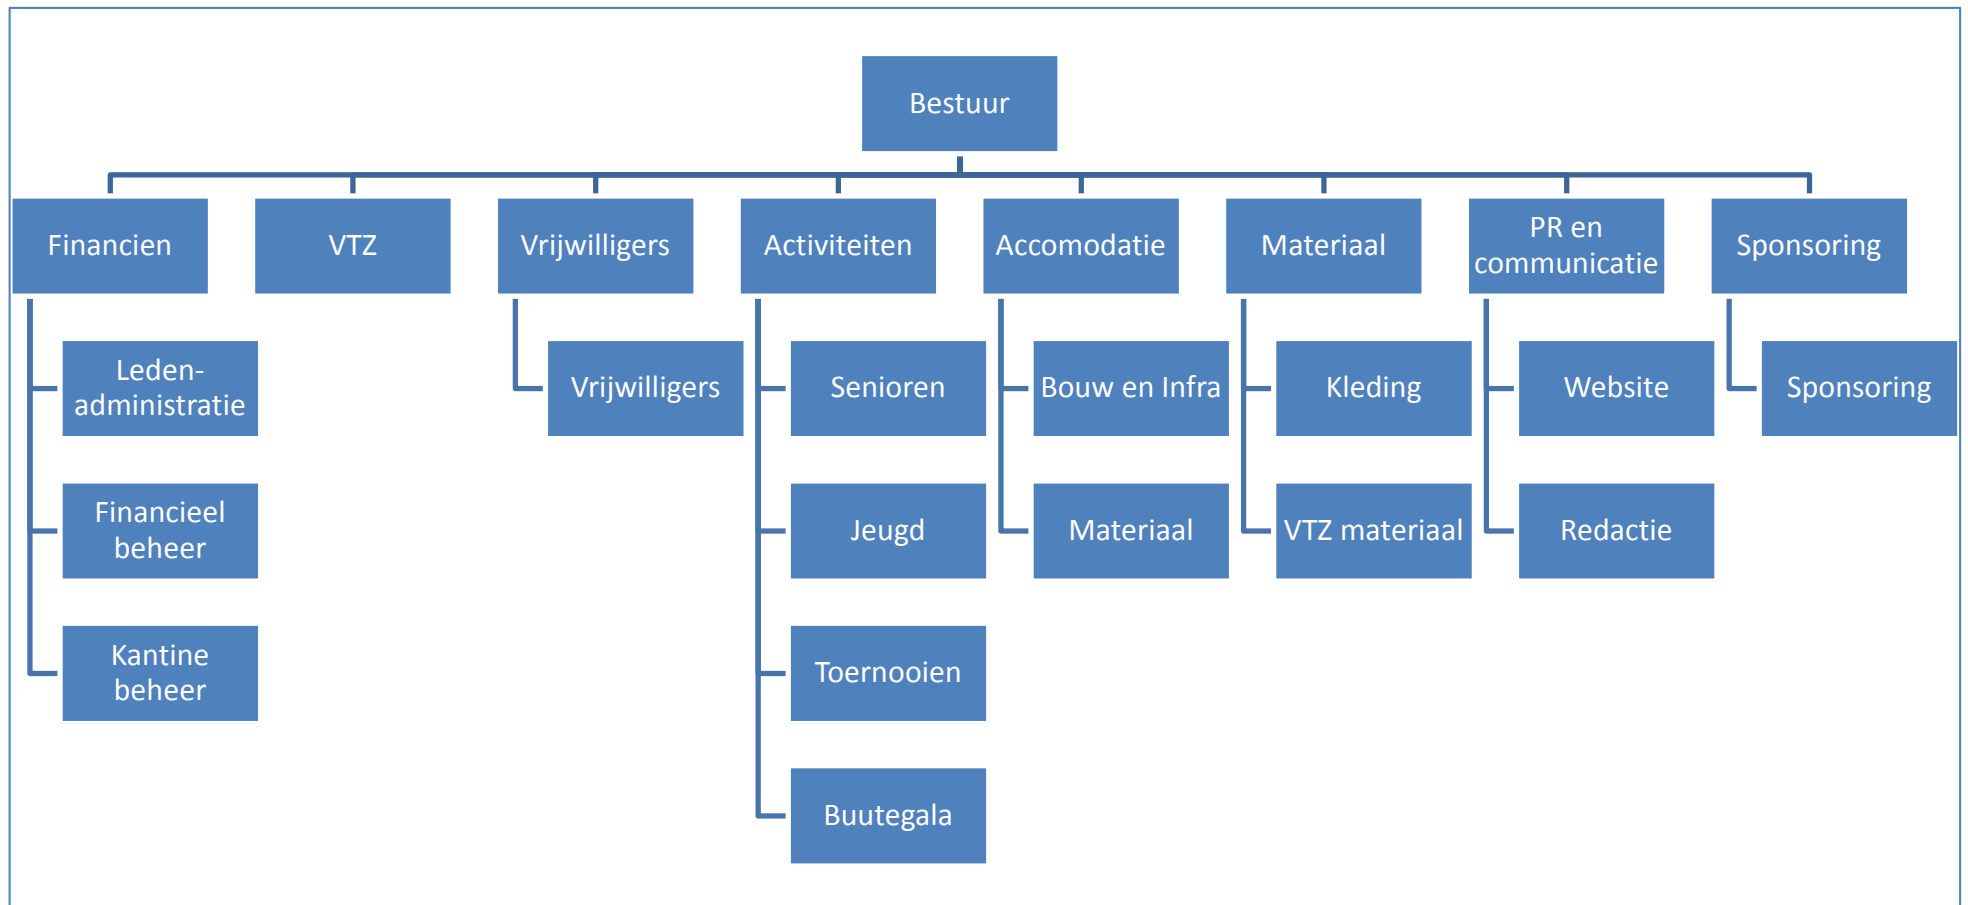 Bestuur
Financien
VTZ
Vrijwilligers
Activiteiten
Accomodatie
Materiaal
PR en
communicatie
Sponsoring
Leden-
administratie
Vrijwilligers
Senioren
Bouw en Infra
Kleding
Website
Sponsoring
Financieel
beheer
Jeugd
Materiaal
VTZ materiaal
Redactie
Kantine
beheer
Toernooien
Buutegala